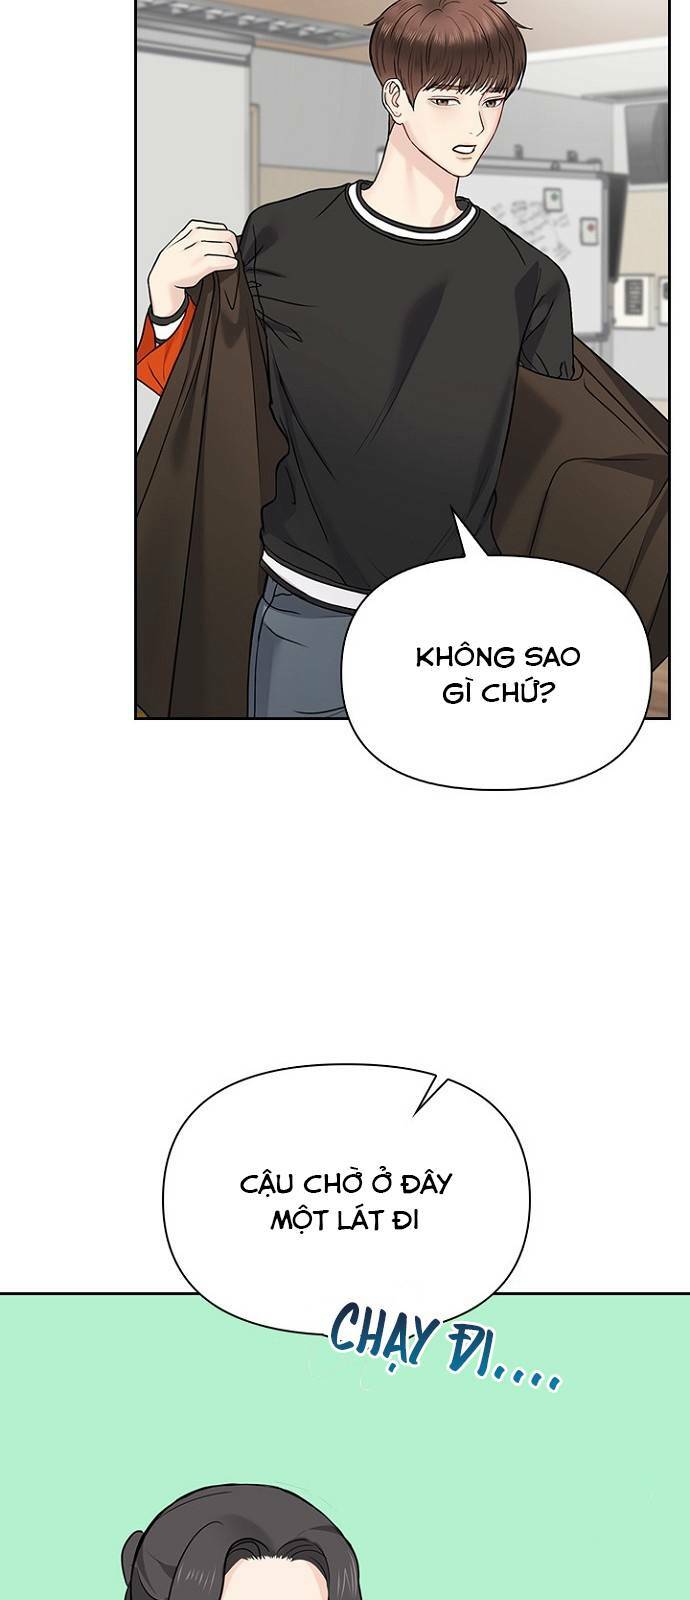 KHÔNG SAO
GÌ CHỨ?
CẬU CHỜ Ở ĐÂY
MỘT LÁT ĐI
CHẠY ĐI....